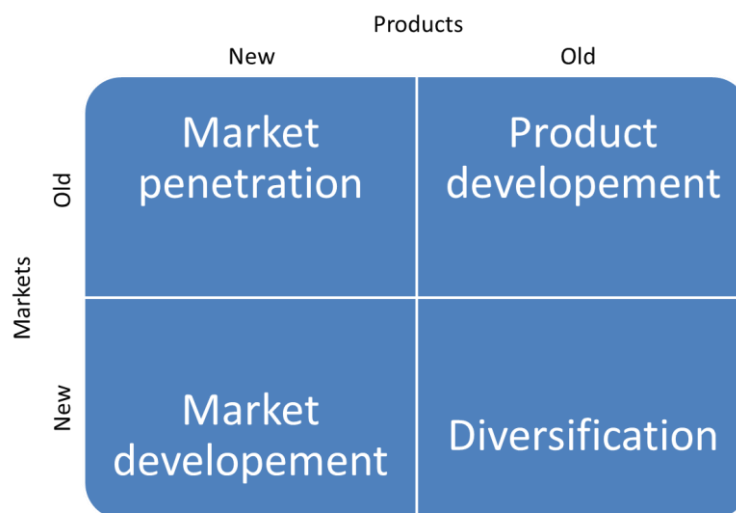 Products
New Old
Market
penetration
Product
developement
Old
Markets
New
Market
developement
Diversification